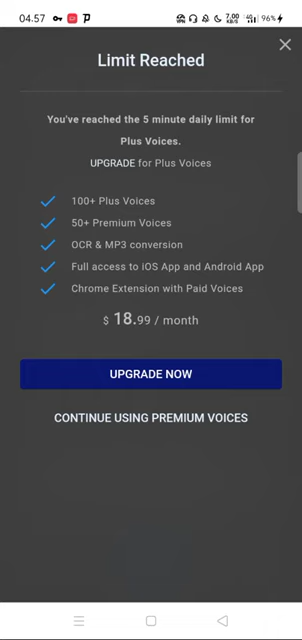 04.57
VPN
7,00
KB/S
4G
96%
Limit Reached
You've reached the 5 minute daily limit for
Plus Voices.
UPGRADE for Plus Voices
100+ Plus Voices
50+ Premium Voices
OCR & MP3 conversion
Full access to iOS App and Android App
Chrome Extension with Paid Voices
$ 18.99 / month
UPGRADE NOW
CONTINUE USING PREMIUM VOICES